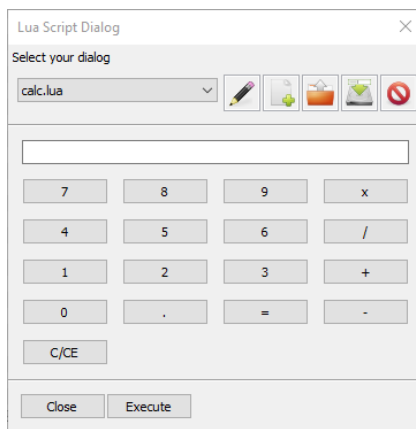 Lua Script Dialog
Select your dialog
calc.lua
7 8 9 x
4 5 6 /
1 2 3 +
0 . = -
C/CE
Close Execute